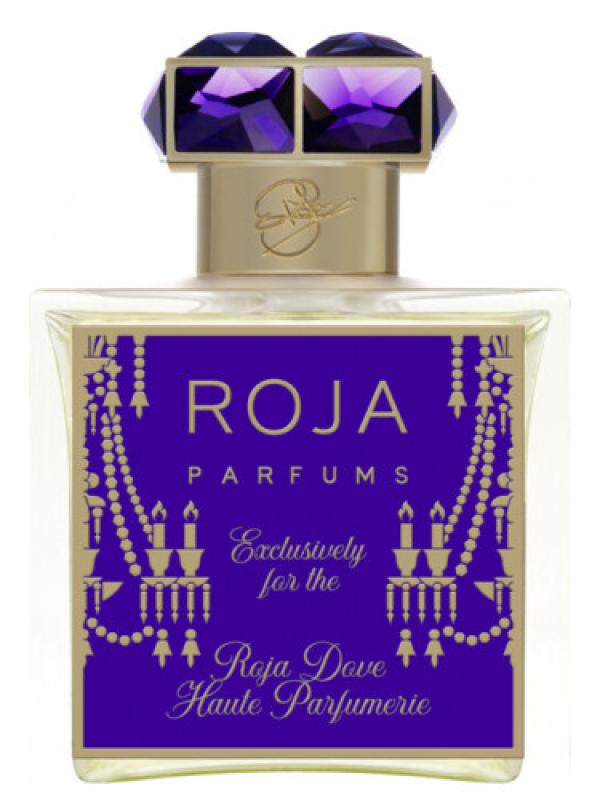 ROJA
PARFUMS
Exclusively
for the
Roja Dove
Haute Parfumerie